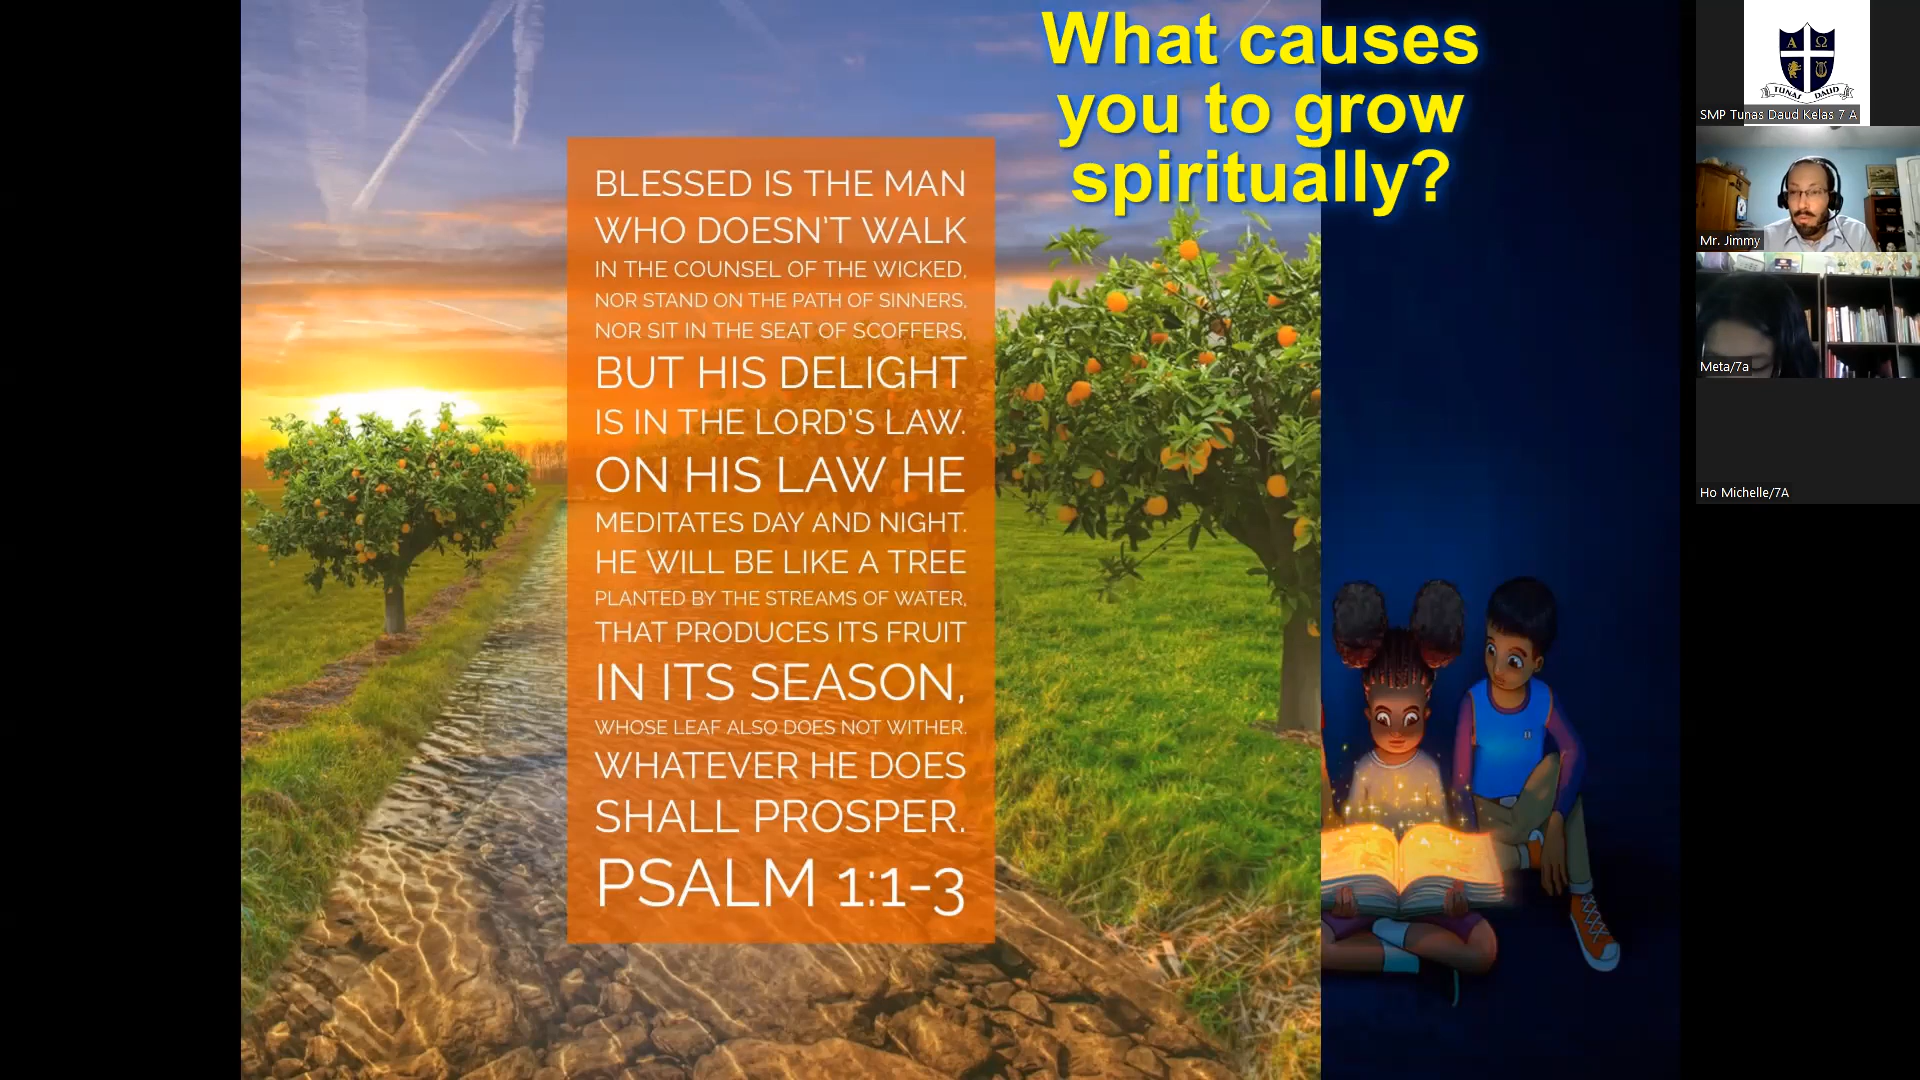 What causes
you to grow
spiritually?
BLESSED IS THE MAN
WHO DOESN'T WALK
IN THE COUNSEL OF THE WICKED,
NOR STAND ON THE PATH OF SINNERS,
NOR SIT IN THE SEAT OF SCOFFERS,
BUT HIS DELIGHT
IS IN THE LORD'S LAW.
ON HIS LAW HE
MEDITATES DAY AND NIGHT.
HE WILL BE LIKE A TREE
PLANTED BY THE STREAMS OF WATER,
THAT PRODUCES ITS FRUIT
IN ITS SEASON,
WHOSE LEAF ALSO DOES NOT WITHER.
WHATEVER HE DOES
SHALL PROSPER.
PSALM 1:1-3
Α Ω
TUNAS DAUD
SMP Tunas Daud Kelas 7 A
Mr. Jimmy
Meta/7a
Ho Michelle/7A